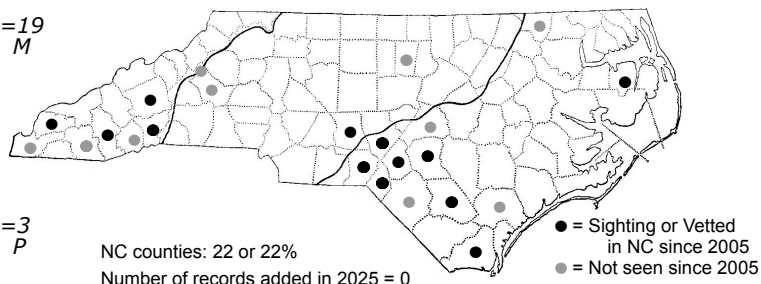 =19
M
=3
P
NC counties: 22 or 22%
Number of records added in 2025 = 0
= Sighting or Vetted
in NC since 2005
= Not seen since 2005